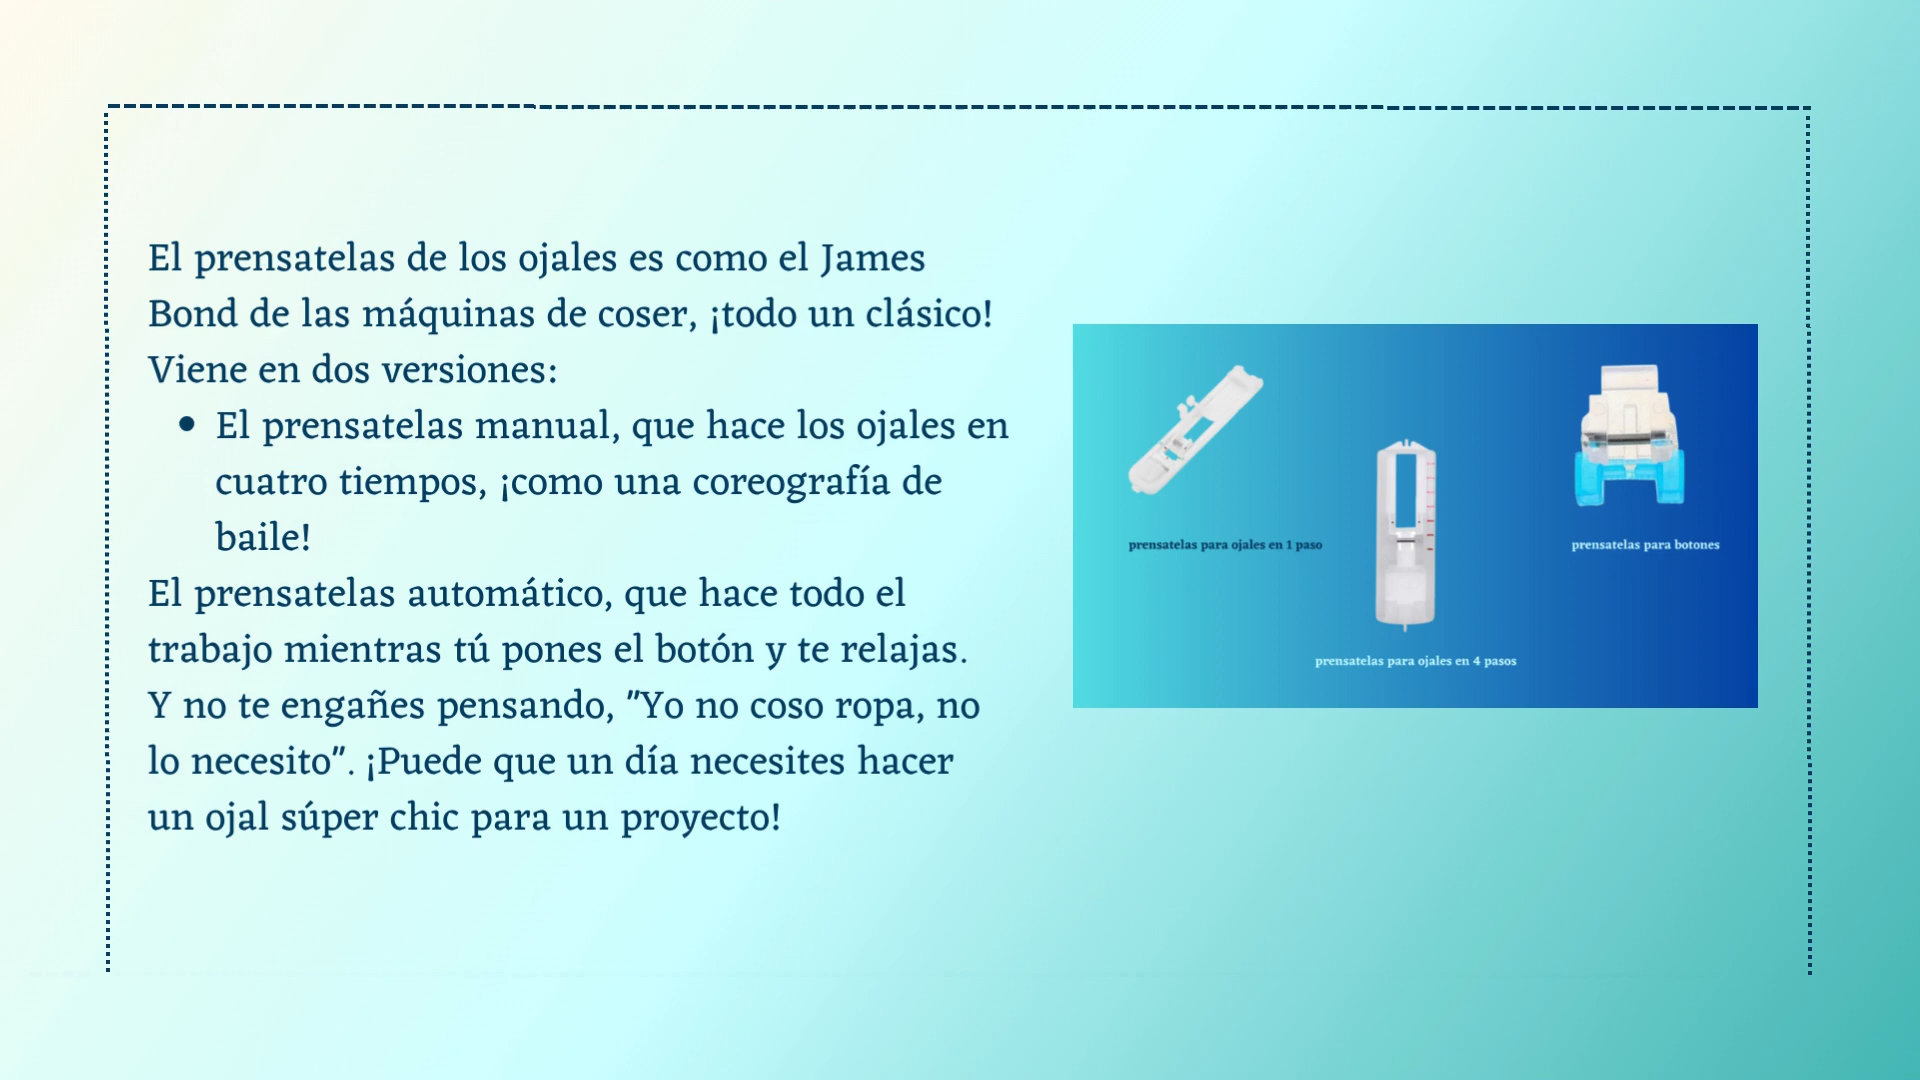 El prensatelas de los ojales es como el James
Bond de las máquinas de coser, ¡todo un clásico!
Viene en dos versiones:
• El prensatelas manual, que hace los ojales en
cuatro tiempos, ¡como una coreografía de
baile!
El prensatelas automático, que hace todo el
trabajo mientras tú pones el botón y te relajas.
Y no te engañes pensando, "Yo no coso ropa, no
lo necesito". ¡Puede que un día necesites hacer
un ojal súper chic para un proyecto!
prensatelas para ojales en 1 paso
prensatelas para botones
prensatelas para ojales en 4 pasos